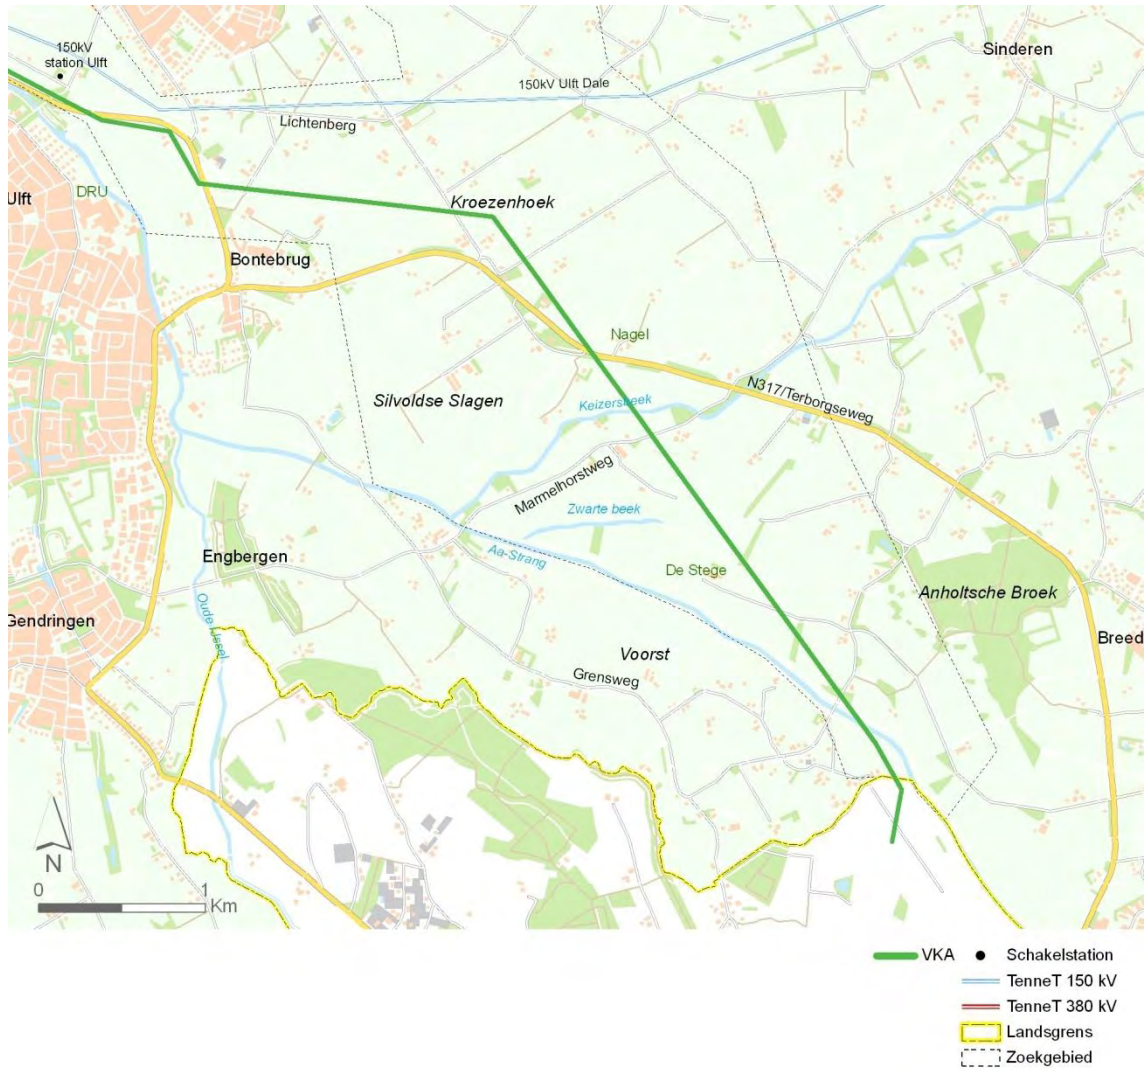 150kV
station Ulft
Sinderen
150kV Ulft Dale
Lichtenberg
DRU
Ulft
Kroezenhoek
Bontebrug
Nagel
N317/Terborgseweg
Silvoldse Slagen
Keizersbeek
Marmelhorstweg
Zwarte beek
Aa-Strang
Engbergen
De Stege
Anholtsche Broek
Oude IJssel
Gendringen
Voorst
Breed
Grensweg
N
0 1
Km
VKA
Schakelstation
TenneT 150 kV
TenneT 380 kV
Landsgrens
Zoekgebied